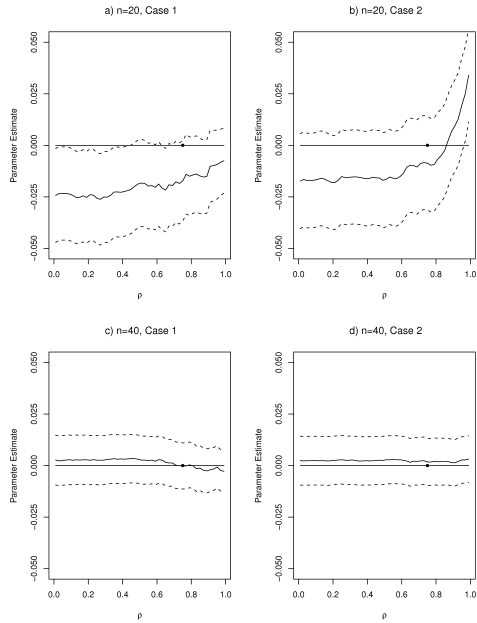 a) n=20, Case 1
Parameter Estimate
0.050
0.025
0.000
−0.025
−0.050
0.0 0.2 0.4 0.6 0.8 1.0
ρ
b) n=20, Case 2
Parameter Estimate
0.050
0.025
0.000
−0.025
−0.050
0.0 0.2 0.4 0.6 0.8 1.0
ρ
c) n=40, Case 1
Parameter Estimate
0.050
0.025
0.000
−0.025
−0.050
0.0 0.2 0.4 0.6 0.8 1.0
ρ
d) n=40, Case 2
Parameter Estimate
0.050
0.025
0.000
−0.025
−0.050
0.0 0.2 0.4 0.6 0.8 1.0
ρ